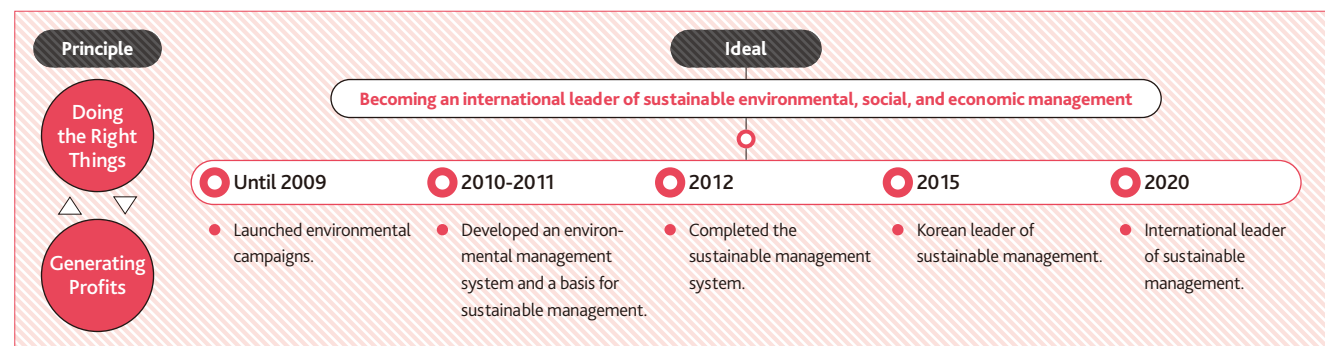 Principle
Doing
the Right
Things
Generating
Profits
Ideal
Becoming an international leader of sustainable environmental, social, and economic management
Until 2009
Launched environmental
campaigns.
2010-2011
Developed an environ-
mental management
system and a basis for
sustainable management.
2012
Completed the
sustainable management
system.
2015
Korean leader of
sustainable management.
2020
International leader
of sustainable
management.